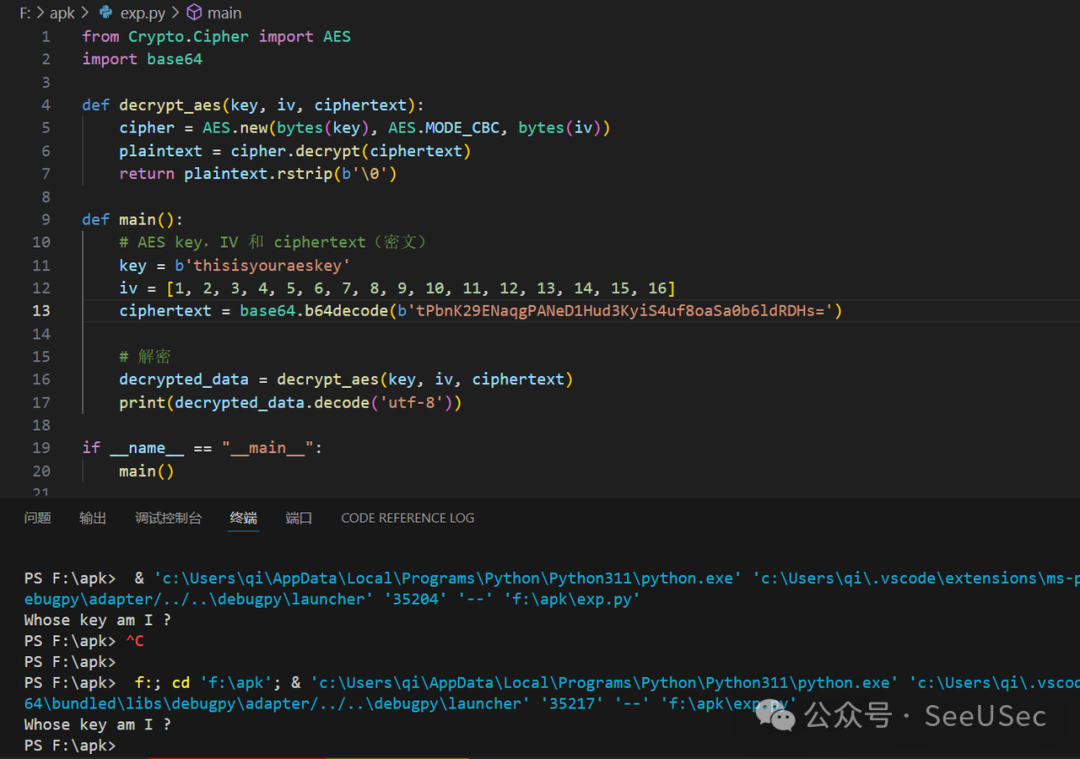 F: > apk > exp.py > main
1 from Crypto.Cipher import AES
2 import base64
3
4 def decrypt_aes(key, iv, ciphertext):
5     cipher = AES.new(bytes(key), AES.MODE_CBC, bytes(iv))
6     plaintext = cipher.decrypt(ciphertext)
7     return plaintext.rstrip(b'\0')
8
9 def main():
10     # AES key，IV 和 ciphertext（密文）
11     key = b'thisisyouraeskey'
12     iv = [1, 2, 3, 4, 5, 6, 7, 8, 9, 10, 11, 12, 13, 14, 15, 16]
13     ciphertext = base64.b64decode(b'tPbnK29ENaqgPANeD1Hud3KyiS4uf8oaSa0b6ldRDHs=')
14
15     # 解密
16     decrypted_data = decrypt_aes(key, iv, ciphertext)
17     print(decrypted_data.decode('utf-8'))
18
19 if __name__ == "__main__":
20     main()
21
问题 输出 调试控制台 终端 端口 CODE REFERENCE LOG
PS F:\apk>  & 'c:\Users\qi\AppData\Local\Programs\Python\Python311\python.exe' 'c:\Users\qi\.vscode\extensions\ms-p
ebugpy\adapter/../..\debugpy\launcher' '35204' '--' 'f:\apk\exp.py'
Whose key am I ?
PS F:\apk> ^C
PS F:\apk>
PS F:\apk>  f:; cd 'f:\apk'; & 'c:\Users\qi\AppData\Local\Programs\Python\Python311\python.exe' 'c:\Users\qi\.vsco
64\bundled\libs\debugpy\adapter/../..\debugpy\launcher' '35217' '--' 'f:\apk\exp.py'
Whose key am I ?
PS F:\apk>
公众号 · SeeUSec